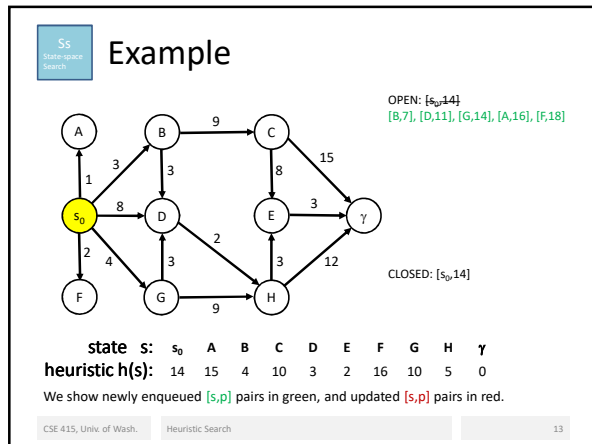 Ss
State-space
Search
Example
OPEN: [s₀,14]
[B,7], [D,11], [G,14], [A,16], [F,18]
A
B
9
C
15
3
3
8
1
s₀
8
D
E
3
γ
2
4
2
3
3
12
F
G
9
H
CLOSED: [s₀,14]
state s: s₀ A B C D E F G H γ
heuristic h(s): 14 15 4 10 3 2 16 10 5 0
We show newly enqueued [s,p] pairs in green, and updated [s,p] pairs in red.
CSE 415, Univ. of Wash. Heuristic Search 13